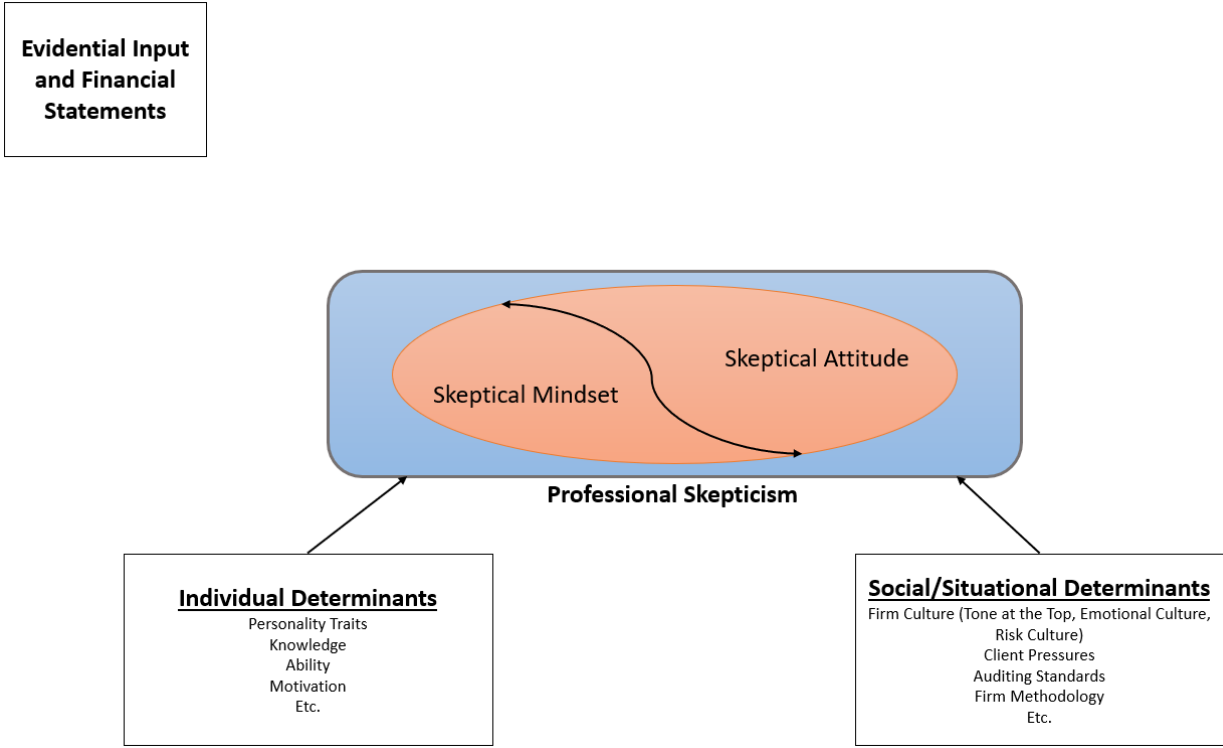 Evidential Input
and Financial
Statements
Skeptical Attitude
Skeptical Mindset
Professional Skepticism
Individual Determinants
Personality Traits
Knowledge
Ability
Motivation
Etc.
Social/Situational Determinants
Firm Culture (Tone at the Top, Emotional Culture,
Risk Culture)
Client Pressures
Auditing Standards
Firm Methodology
Etc.